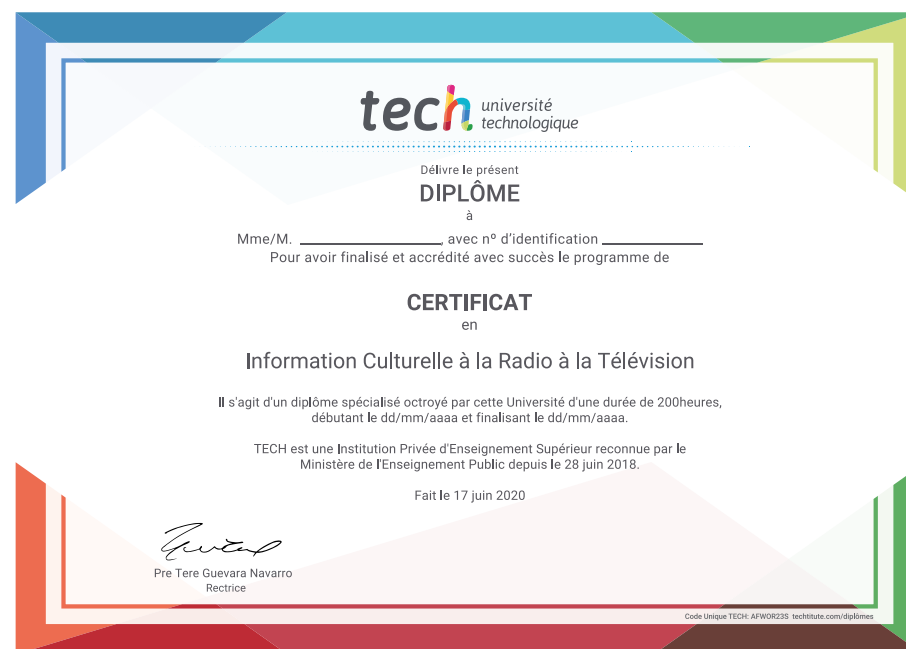 tech université
technologique
Délivre le présent
DIPLÔME
à
Mme/M. ____________________, avec nº d'identification ______________
Pour avoir finalisé et accrédité avec succès le programme de
CERTIFICAT
en
Information Culturelle à la Radio à la Télévision
Il s'agit d'un diplôme spécialisé octroyé par cette Université d'une durée de 200heures,
débutant le dd/mm/aaaa et finalisant le dd/mm/aaaa.
TECH est une Institution Privée d'Enseignement Supérieur reconnue par le
Ministère de l'Enseignement Public depuis le 28 juin 2018.
Fait le 17 juin 2020
Pre Tere Guevara Navarro
Rectrice
Code Unique TECH: AFWOR23S techtitute.com/diplômes